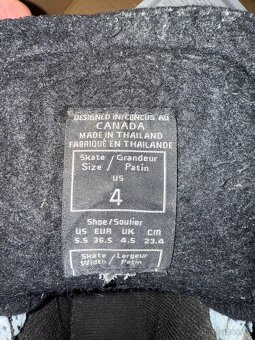 DESIGNED IN/CONÇUS AU
CANADA
MADE IN THAILAND
FABRIQUÉ EN THAILANDE
Skate / Grandeur
Size / Patin
US
4
Shoe/Soulier
US EUR UK CM
5.5 36.5 4.5 23.4
Skate / Largeur
Width / Patin